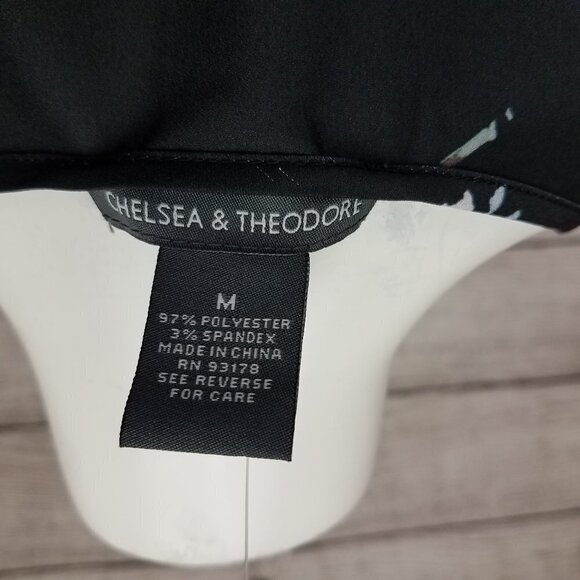 CHELSEA & THEODORE
M
97% POLYESTER
3% SPANDEX
MADE IN CHINA
RN 93178
SEE REVERSE
FOR CARE